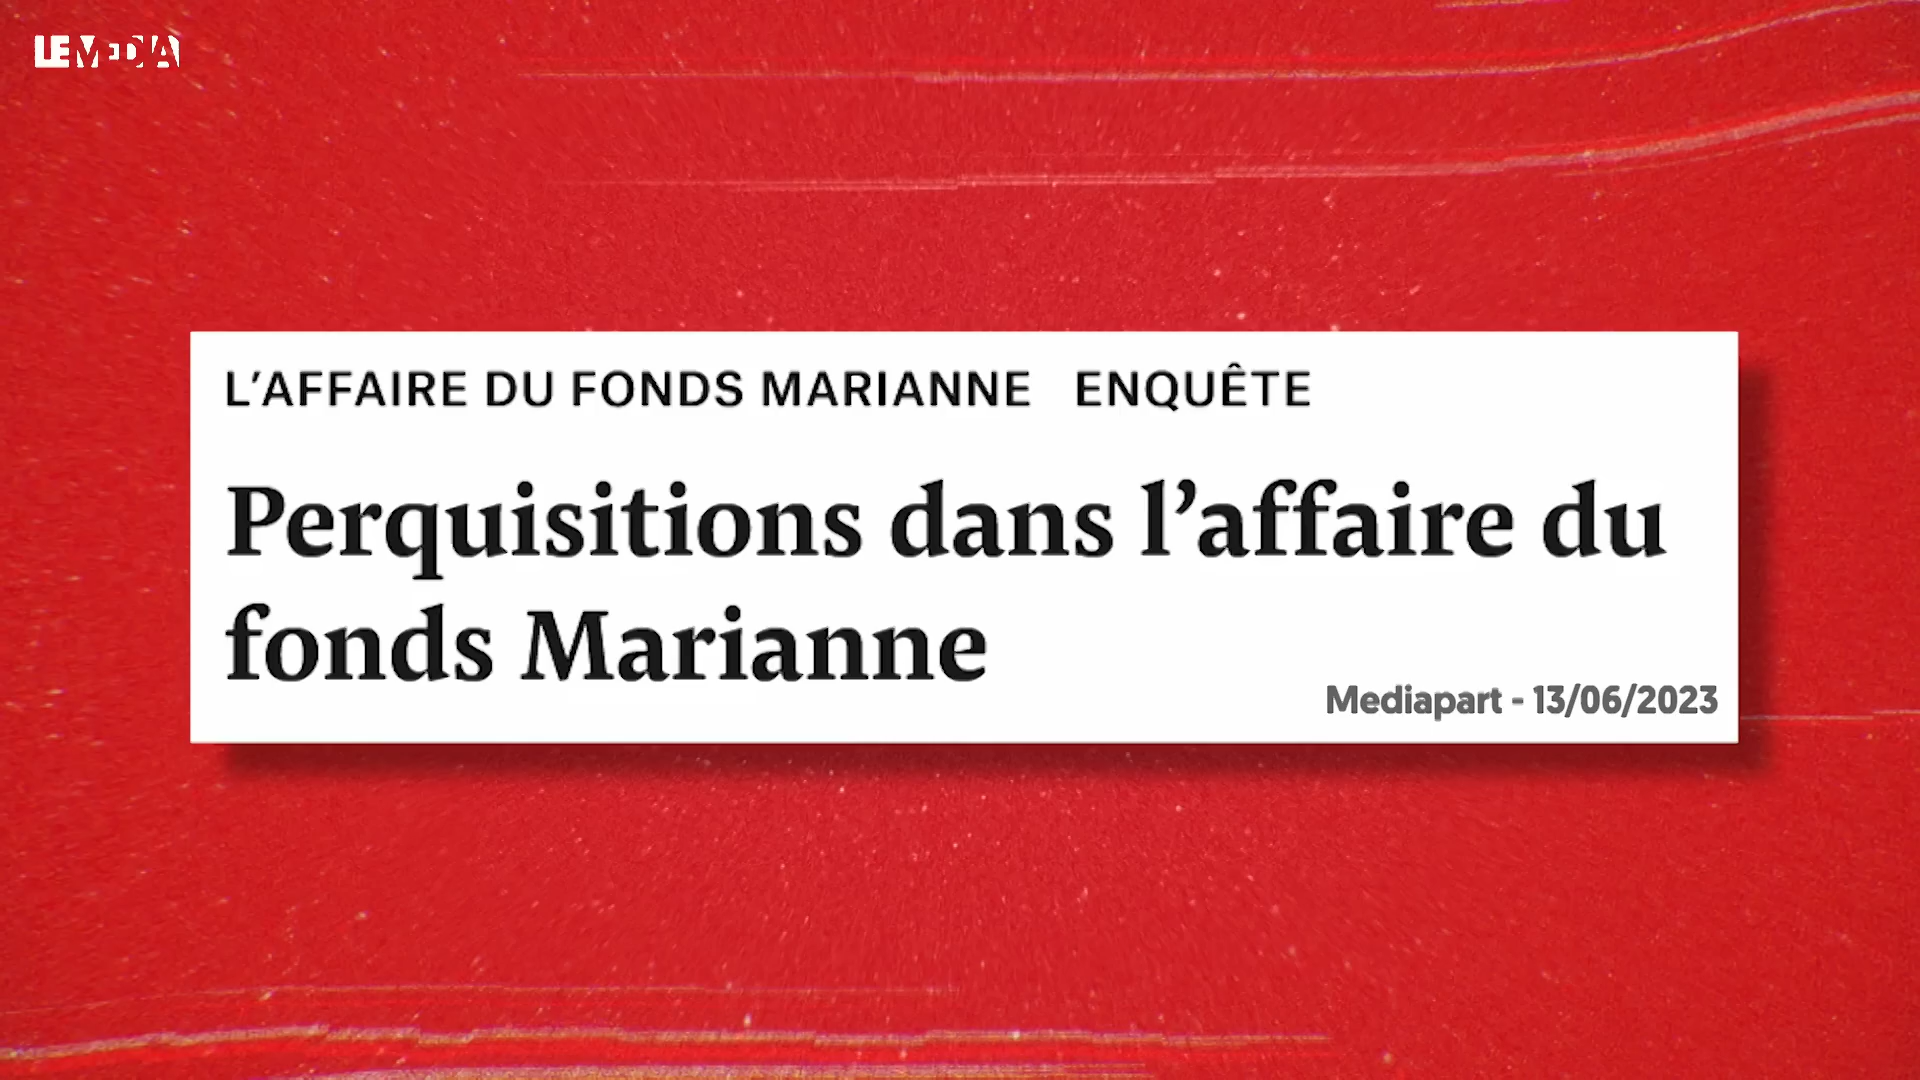 LE MEDIA
L’AFFAIRE DU FONDS MARIANNE ENQUÊTE
Perquisitions dans l’affaire du
fonds Marianne
Mediapart - 13/06/2023